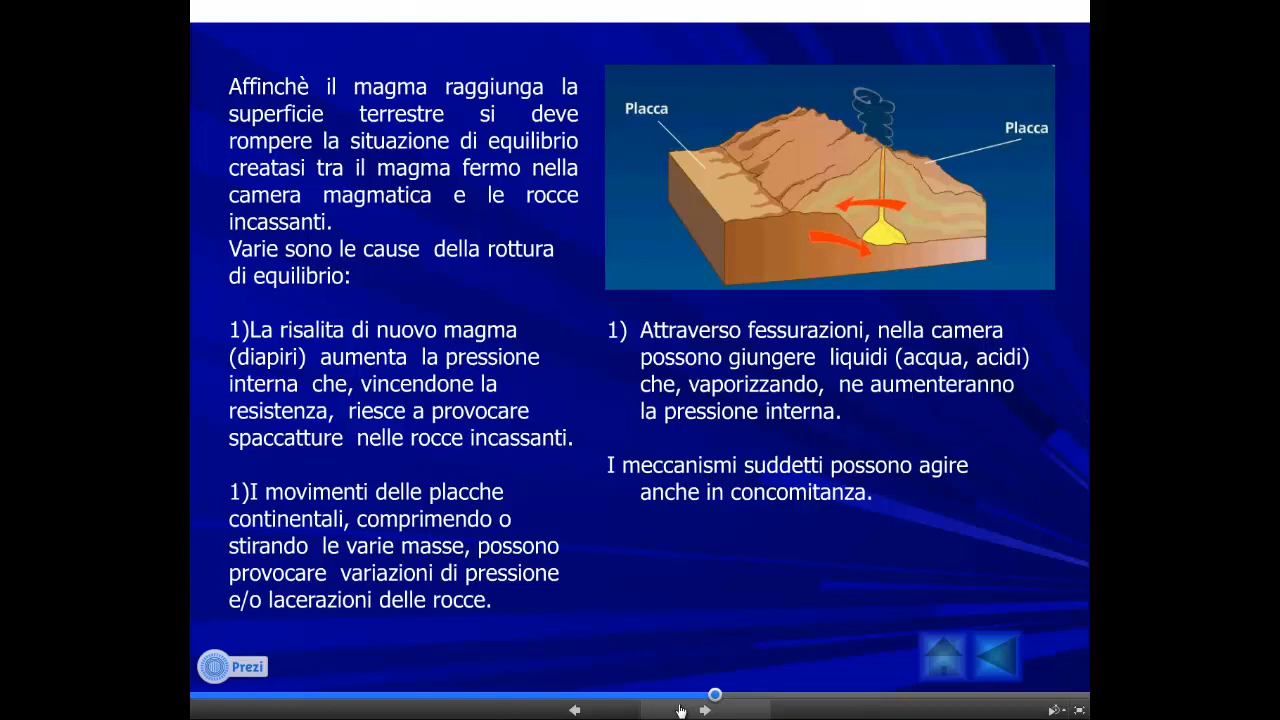 Affinchè il magma raggiunga la
superficie terrestre si deve
rompere la situazione di equilibrio
creatasi tra il magma fermo nella
camera magmatica e le rocce
incassanti.
Varie sono le cause della rottura
di equilibrio:
1)La risalita di nuovo magma
(diapiri) aumenta la pressione
interna che, vincendone la
resistenza, riesce a provocare
spaccatture nelle rocce incassanti.
1)I movimenti delle placche
continentali, comprimendo o
stirando le varie masse, possono
provocare variazioni di pressione
e/o lacerazioni delle rocce.
Placca
Placca
1) Attraverso fessurazioni, nella camera
possono giungere liquidi (acqua, acidi)
che, vaporizzando, ne aumenteranno
la pressione interna.
I meccanismi suddetti possono agire
anche in concomitanza.
Prezi